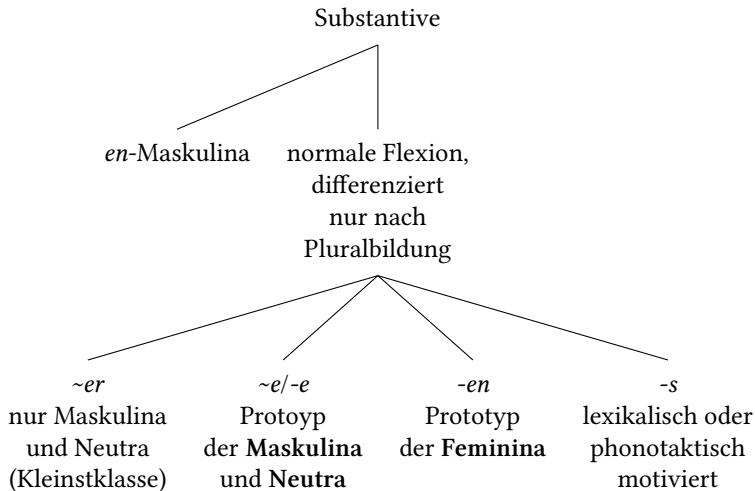 Substantive
en-Maskulina
normale Flexion,
differenziert
nur nach
Pluralbildung
~er
nur Maskulina
und Neutra
(Kleinstklasse)
~e/-e
Protoyp
der Maskulina
und Neutra
-en
Prototyp
der Feminina
-s
lexikalisch oder
phonotaktisch
motiviert